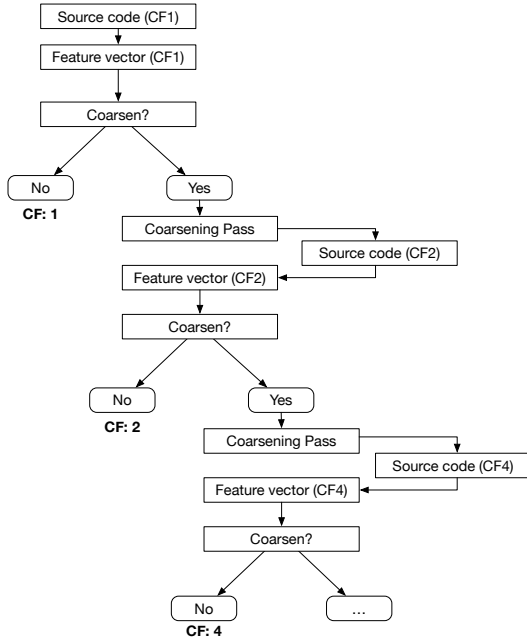 Source code (CF1)
Feature vector (CF1)
Coarsen?
No
Yes
CF: 1
Coarsening Pass
Source code (CF2)
Feature vector (CF2)
Coarsen?
No
Yes
CF: 2
Coarsening Pass
Source code (CF4)
Feature vector (CF4)
Coarsen?
No
...
CF: 4